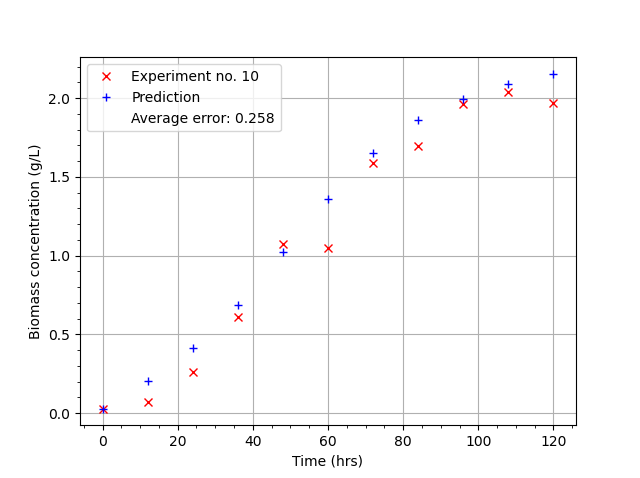 Experiment no. 10
Prediction
Average error: 0.258
Biomass concentration (g/L)
2.0
1.5
1.0
0.5
0.0
0 20 40 60 80 100 120
Time (hrs)